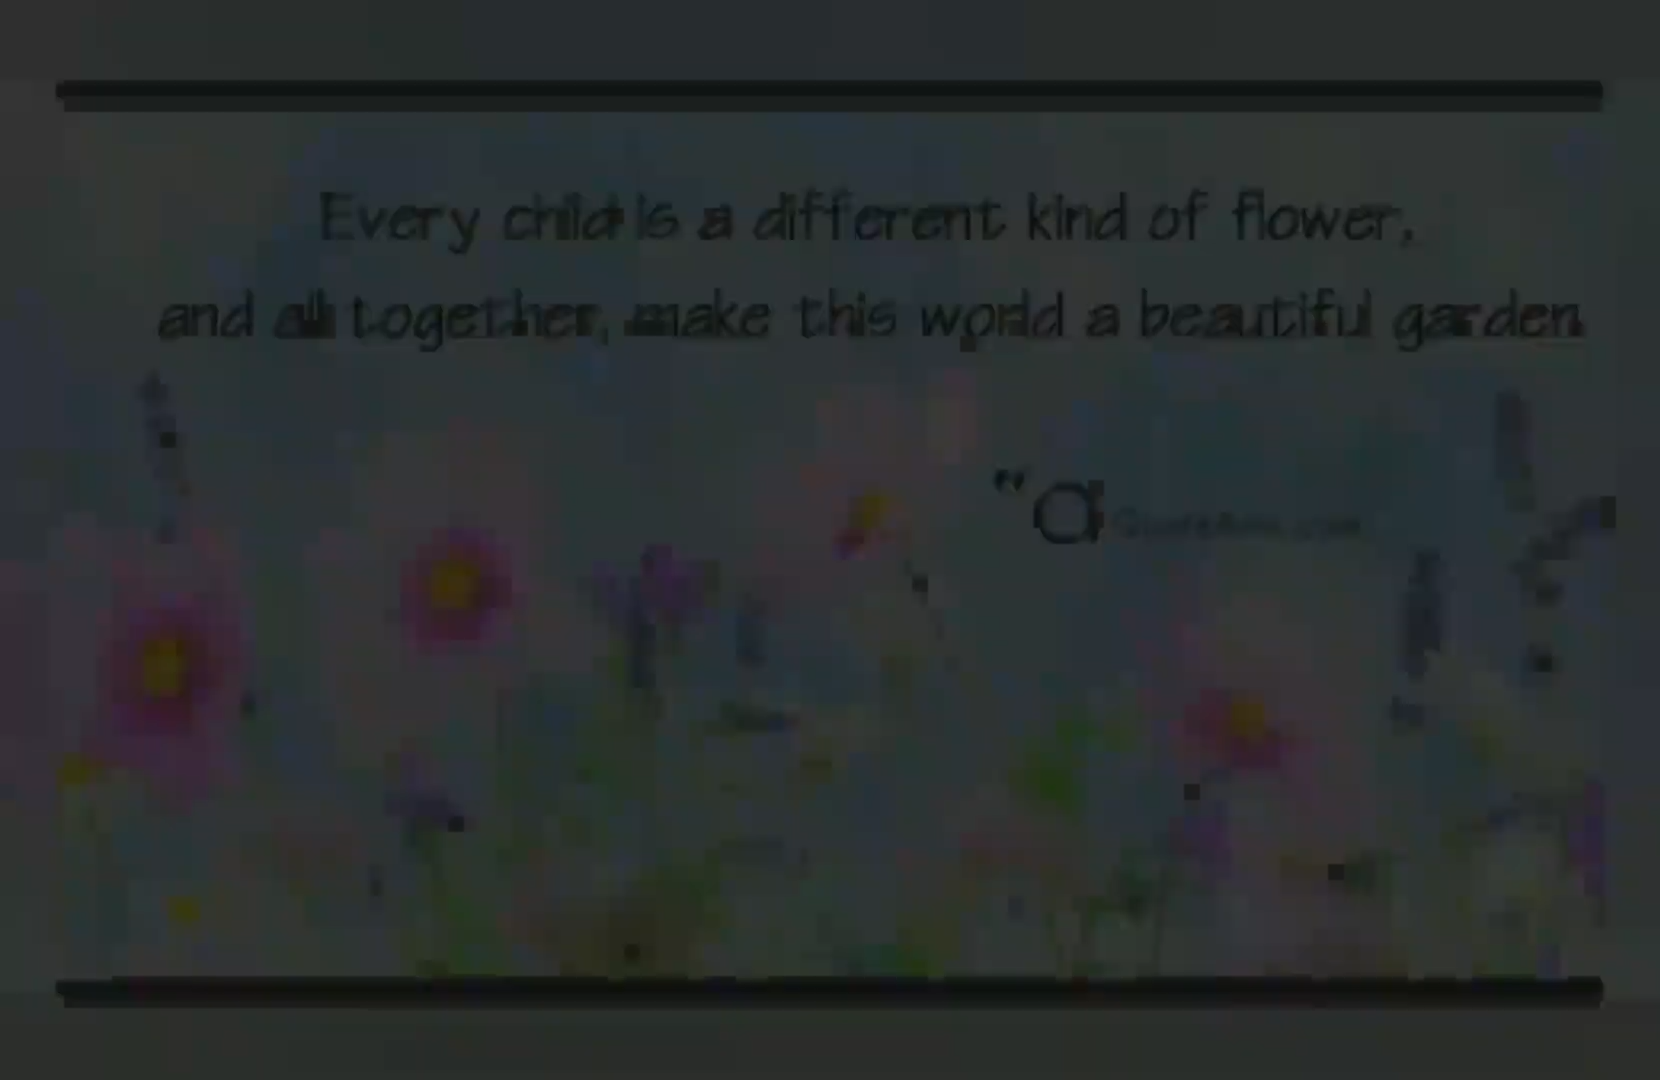 Every child is a different kind of flower,
and all together, make this world a beautiful garden.